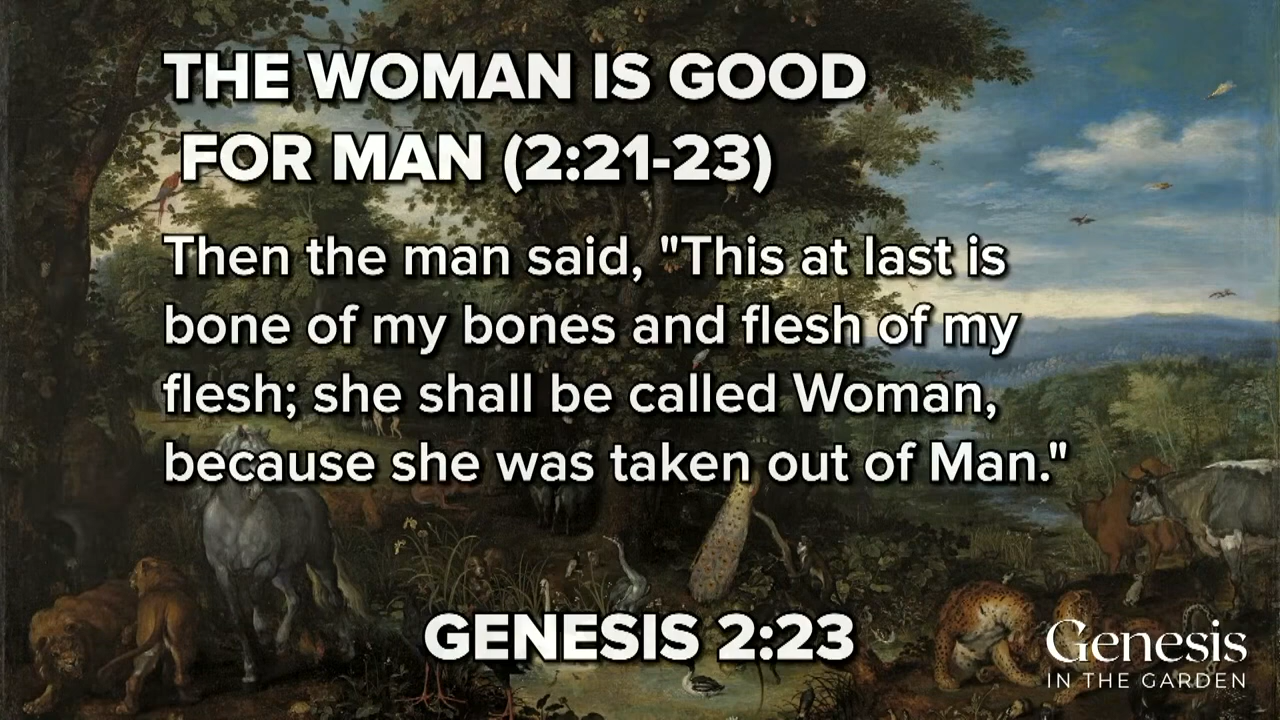 THE WOMAN IS GOOD
FOR MAN (2:21-23)
Then the man said, "This at last is
bone of my bones and flesh of my
flesh; she shall be called Woman,
because she was taken out of Man."
GENESIS 2:23
Genesis
IN THE GARDEN